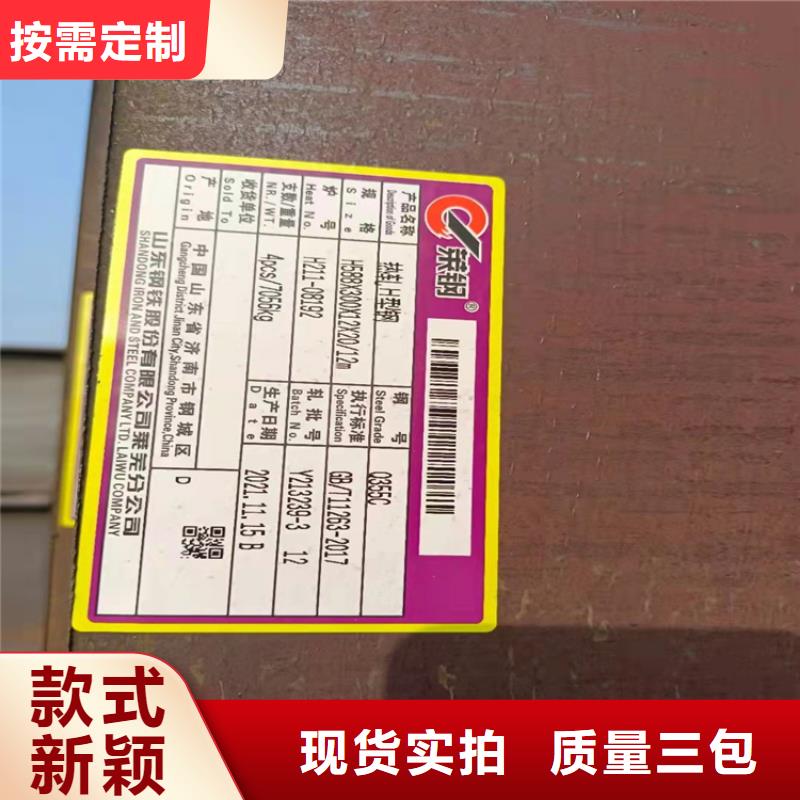 按需定制
莱钢®
产品名称 热轧H型钢 钢号 Q355C
Description of Goods Steel Grade
规格 H588X300X12X20/12m 执行标准 GB/T11263-2017
Size Specification
炉号 H211-08192 轧批号 Y213239-3 12
Heat No. Batch No.
支数/重量 4pcs/7056kg 生产日期 2021.11.15 B
NR./WT. Date
收货单位
Sold To
产地 中国山东省济南市钢城区 D
Origin Gangcheng District Jinan City,Shandong Province,China
山东钢铁股份有限公司莱芜分公司
SHANDONG IRON AND STEEL COMPANY LTD. LAIWU COMPANY
款式
新颖
现货实拍 质量三包